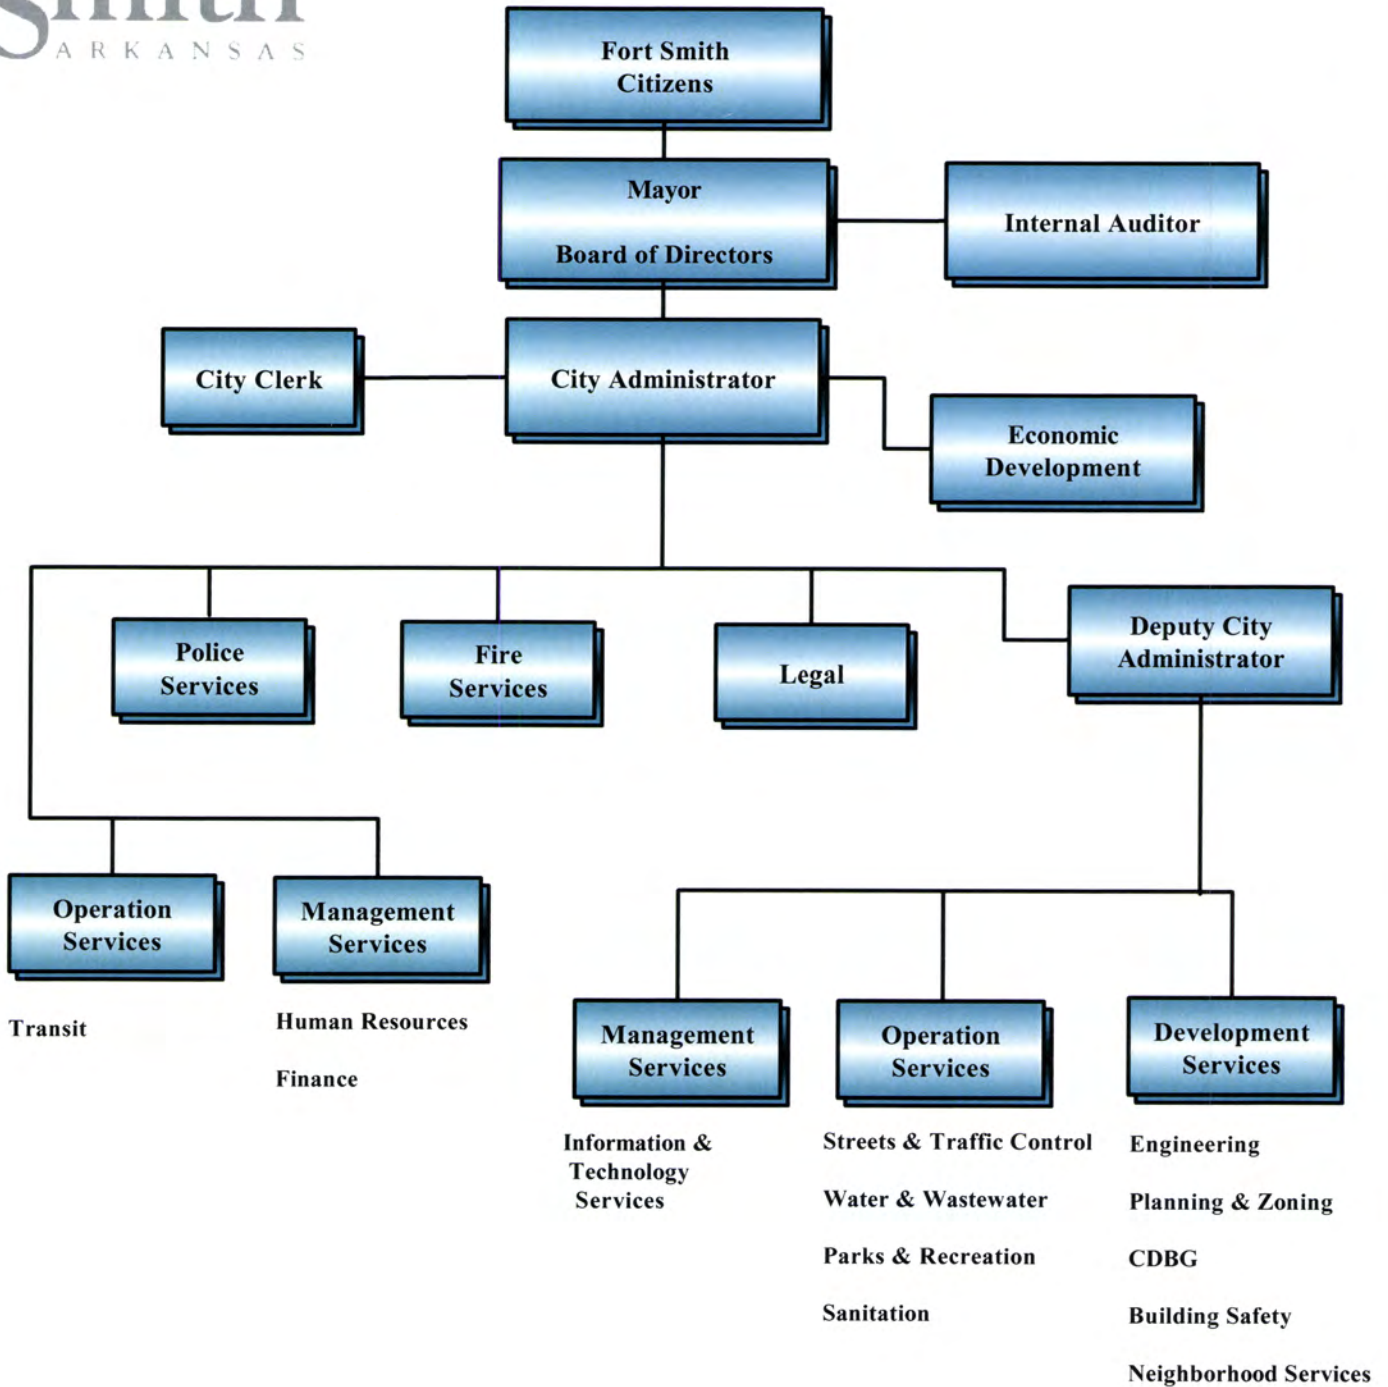 Smith
ARKANSAS
Fort Smith
Citizens
Mayor
Board of Directors
Internal Auditor
City Clerk
City Administrator
Economic
Development
Police
Services
Fire
Services
Legal
Deputy City
Administrator
Operation
Services
Management
Services
Transit
Human Resources
Finance
Management
Services
Operation
Services
Development
Services
Information &
Technology
Services
Streets & Traffic Control
Water & Wastewater
Parks & Recreation
Sanitation
Engineering
Planning & Zoning
CDBG
Building Safety
Neighborhood Services